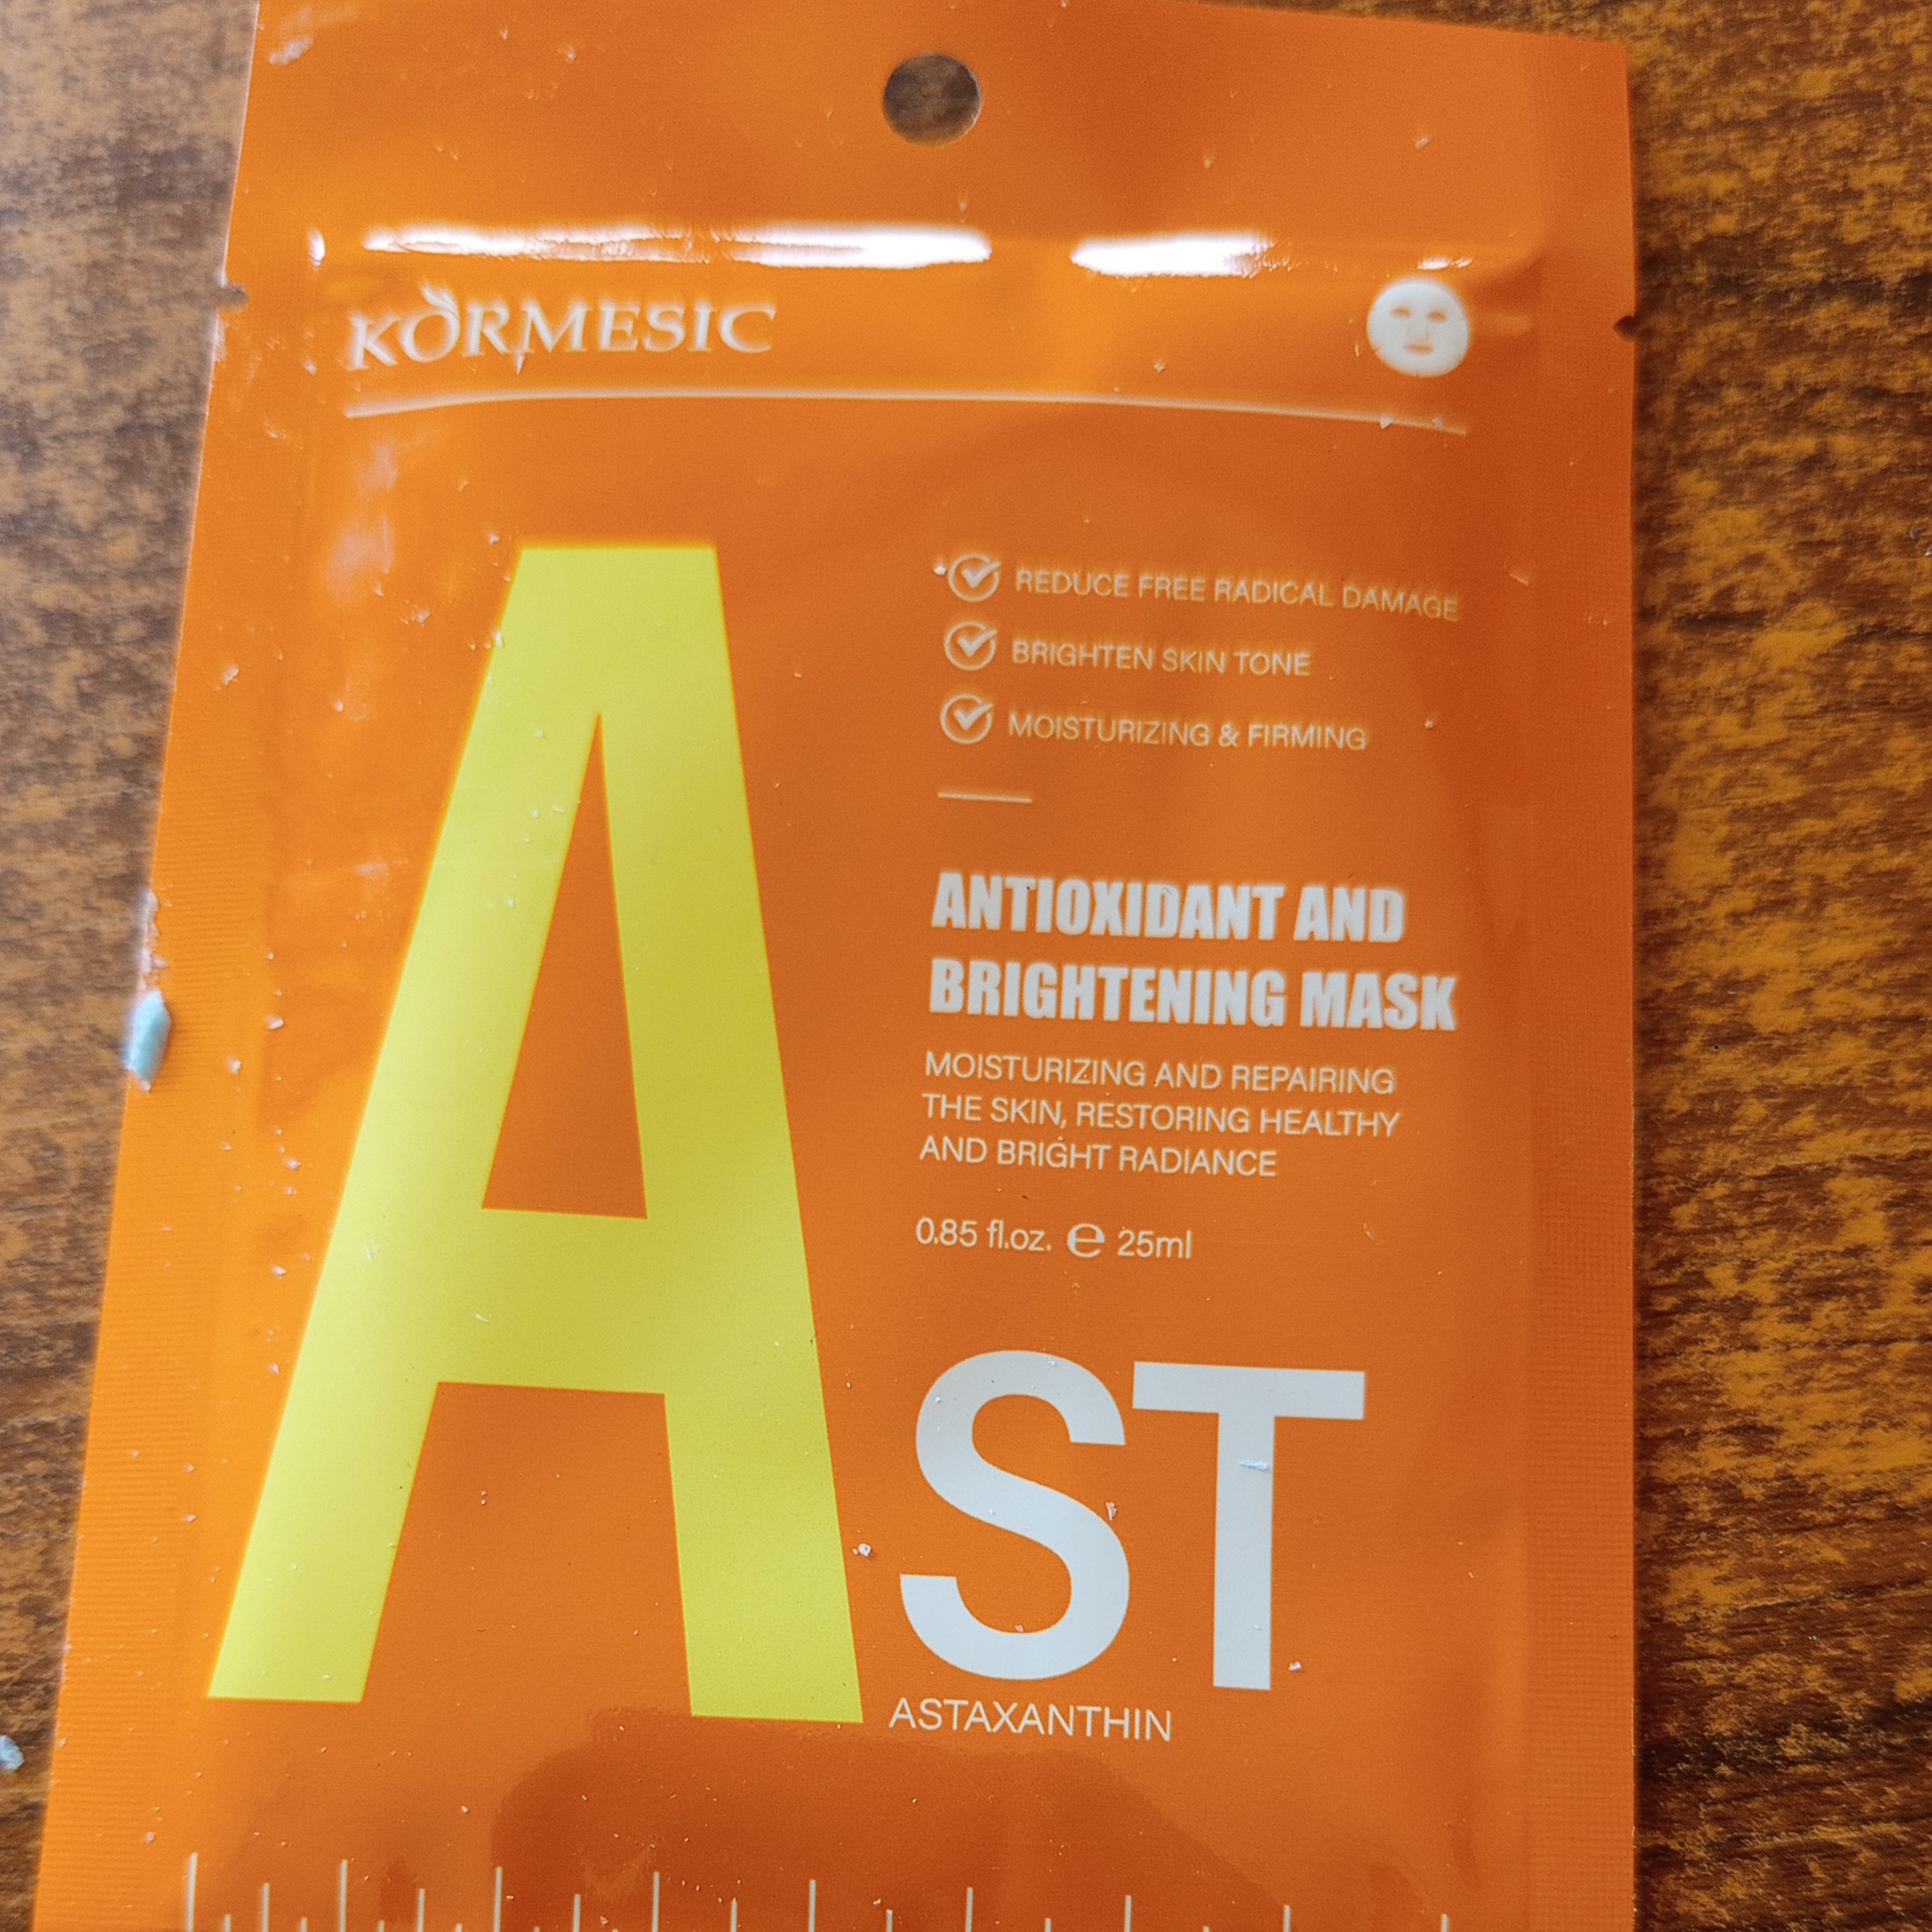 KORMESIC
REDUCE FREE RADICAL DAMAGE
BRIGHTEN SKIN TONE
MOISTURIZING & FIRMING
ANTIOXIDANT AND
BRIGHTENING MASK
MOISTURIZING AND REPAIRING
THE SKIN, RESTORING HEALTHY
AND BRIGHT RADIANCE
0.85 fl.oz. e 25ml
AST
ASTAXANTHIN